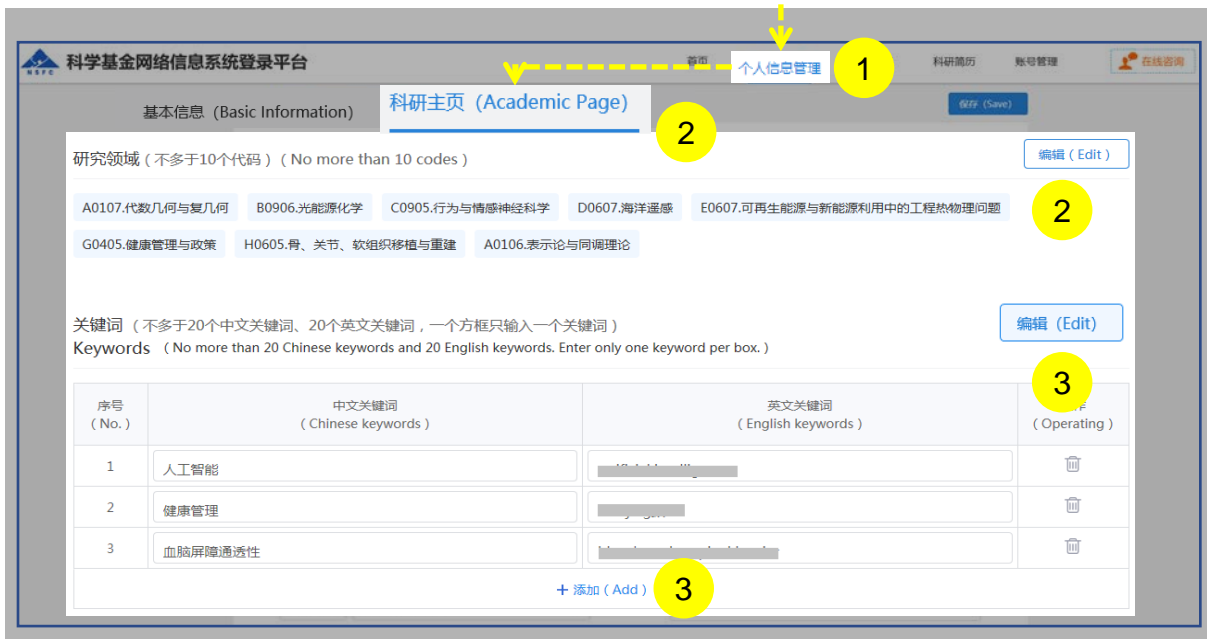 NSFC 科学基金网络信息系统登录平台 首页 个人信息管理 1 科研简历 账号管理 在线咨询
基本信息（Basic Information） 科研主页（Academic Page） 2 保存（Save）
研究领域（不多于10个代码）（No more than 10 codes） 编辑（Edit）
A0107.代数几何与复几何 B0906.光能源化学 C0905.行为与情感神经科学 D0607.海洋遥感 E0607.可再生能源与新能源利用中的工程热物理问题 2
G0405.健康管理与政策 H0605.骨、关节、软组织移植与重建 A0106.表示论与同调理论
关键词（不多于20个中文关键词、20个英文关键词，一个方框只输入一个关键词） 编辑（Edit）
Keywords（No more than 20 Chinese keywords and 20 English keywords. Enter only one keyword per box.）
3
序号 中文关键词 英文关键词
（No.） （Chinese keywords） （English keywords） （Operating）
1 人工智能
2 健康管理
3 血脑屏障通透性
+ 添加（Add） 3